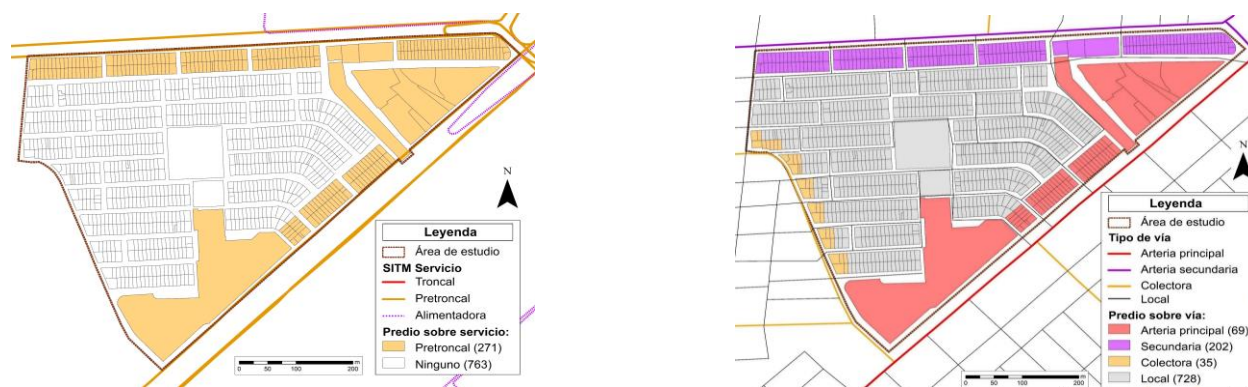 N
Leyenda
Área de estudio
SITM Servicio
Troncal
Pretroncal
Alimentadora
Predio sobre servicio:
Pretroncal (271)
Ninguno (763)
0 50 100 200 m
N
Leyenda
Área de estudio
Tipo de vía
Arteria principal
Arteria secundaria
Colectora
Local
Predio sobre vía:
Arteria principal (69)
Secundaria (202)
Colectora (35)
Local (728)
0 50 100 200 m